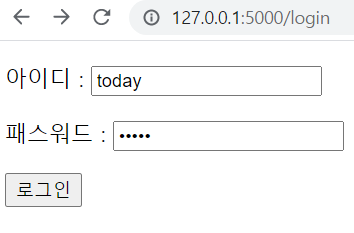 127.0.0.1:5000/login
아이디 : today
패스워드 : •••••
로그인